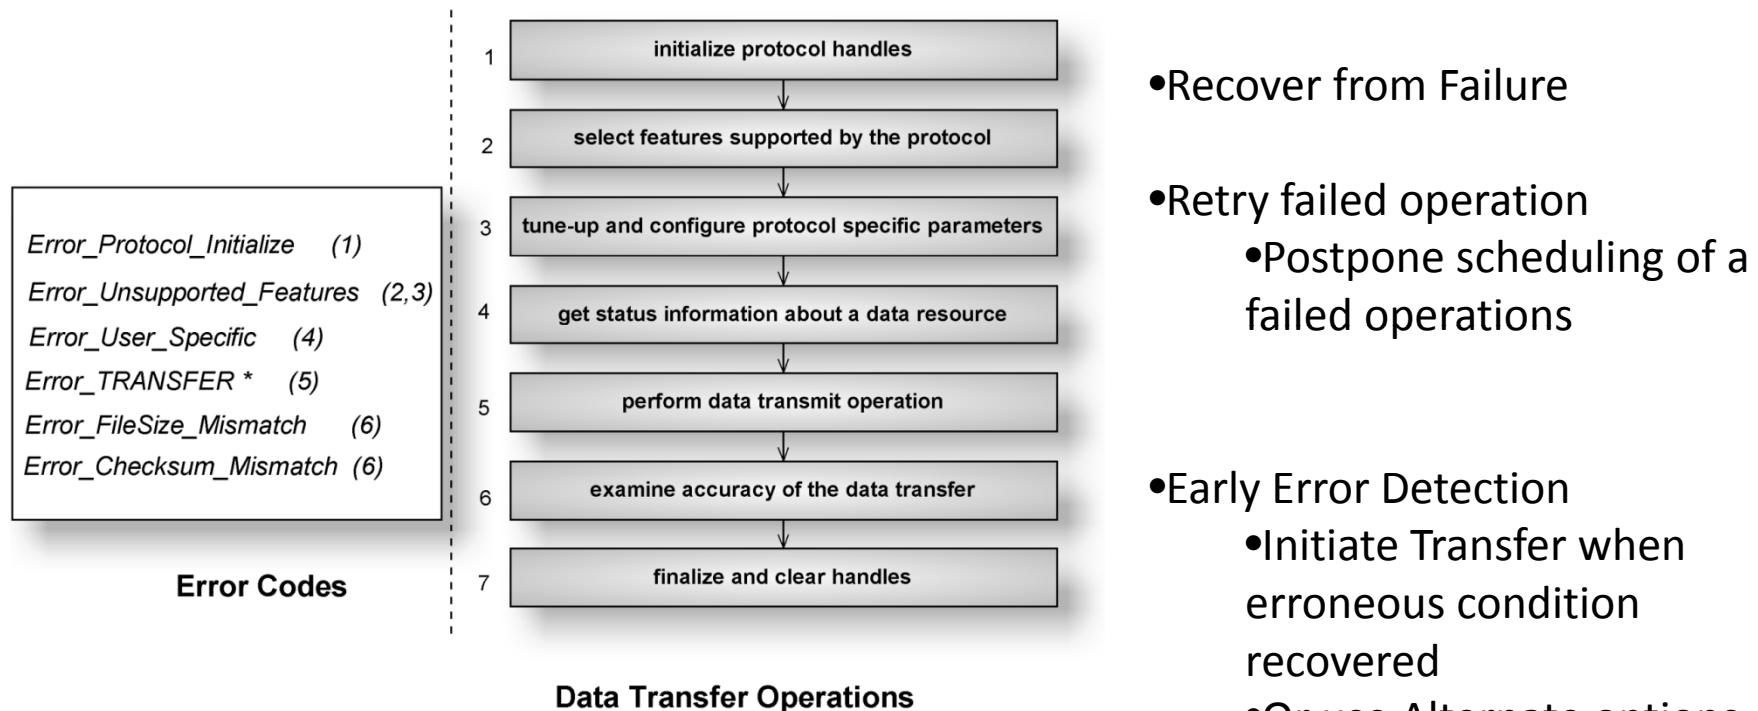 Error_Protocol_Initialize (1)
Error_Unsupported_Features (2,3)
Error_User_Specific (4)
Error_TRANSFER * (5)
Error_FileSize_Mismatch (6)
Error_Checksum_Mismatch (6)
Error Codes
1 initialize protocol handles
2 select features supported by the protocol
3 tune-up and configure protocol specific parameters
4 get status information about a data resource
5 perform data transmit operation
6 examine accuracy of the data transfer
7 finalize and clear handles
Data Transfer Operations
•Recover from Failure
•Retry failed operation
•Postpone scheduling of a
failed operations
•Early Error Detection
•Initiate Transfer when
erroneous condition
recovered
•Or use Alternate options